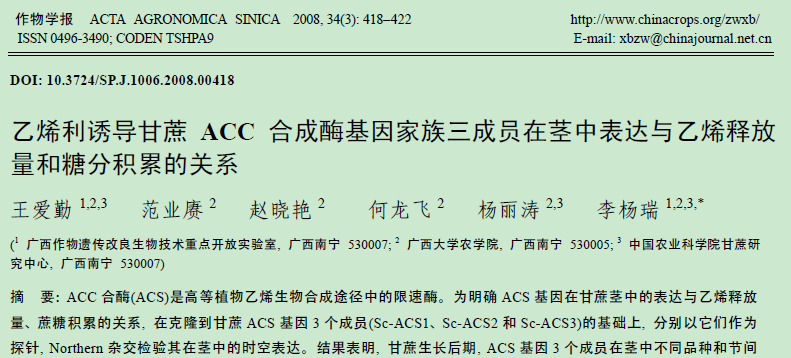 作物学报 ACTA AGRONOMICA SINICA 2008, 34(3): 418–422 http://www.chinacrops.org/zwxb/
ISSN 0496-3490; CODEN TSHPA9 E-mail: xbzw@chinajournal.net.cn
DOI: 10.3724/SP.J.1006.2008.00418
乙烯利诱导甘蔗 ACC 合成酶基因家族三成员在茎中表达与乙烯释放
量和糖分积累的关系
王爱勤 1,2,3 范业赓 2 赵晓艳 2 何龙飞 2 杨丽涛 2,3 李杨瑞 1,2,3,*
(1 广西作物遗传改良生物技术重点开放实验室, 广西南宁 530007; 2 广西大学农学院, 广西南宁 530005; 3 中国农业科学院甘蔗研
究中心, 广西南宁 530007)
摘 要: ACC 合酶(ACS)是高等植物乙烯生物合成途径中的限速酶。为明确 ACS 基因在甘蔗茎中的表达与乙烯释放
量、蔗糖积累的关系, 在克隆到甘蔗 ACS 基因 3 个成员(Sc-ACS1、Sc-ACS2 和 Sc-ACS3)的基础上, 分别以它们作为
探针, Northern 杂交检验其在茎中的时空表达。结果表明, 甘蔗生长后期, ACS 基因 3 个成员在茎中不同品种和节间